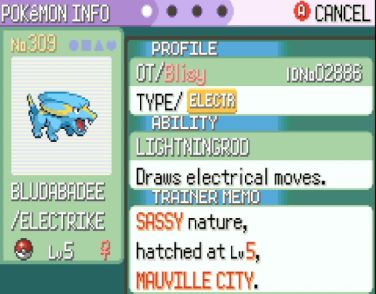 POKéMON INFO
Ⓐ CANCEL
No309
PROFILE
OT/Blisy IDNo02886
TYPE/ ELECTR
ABILITY
LIGHTNINGROD
Draws electrical moves.
TRAINER MEMO
SASSY nature,
hatched at Lv5,
MAUVILLE CITY.
BLUDABADEE
/ELECTRIKE
Lv5 ♀